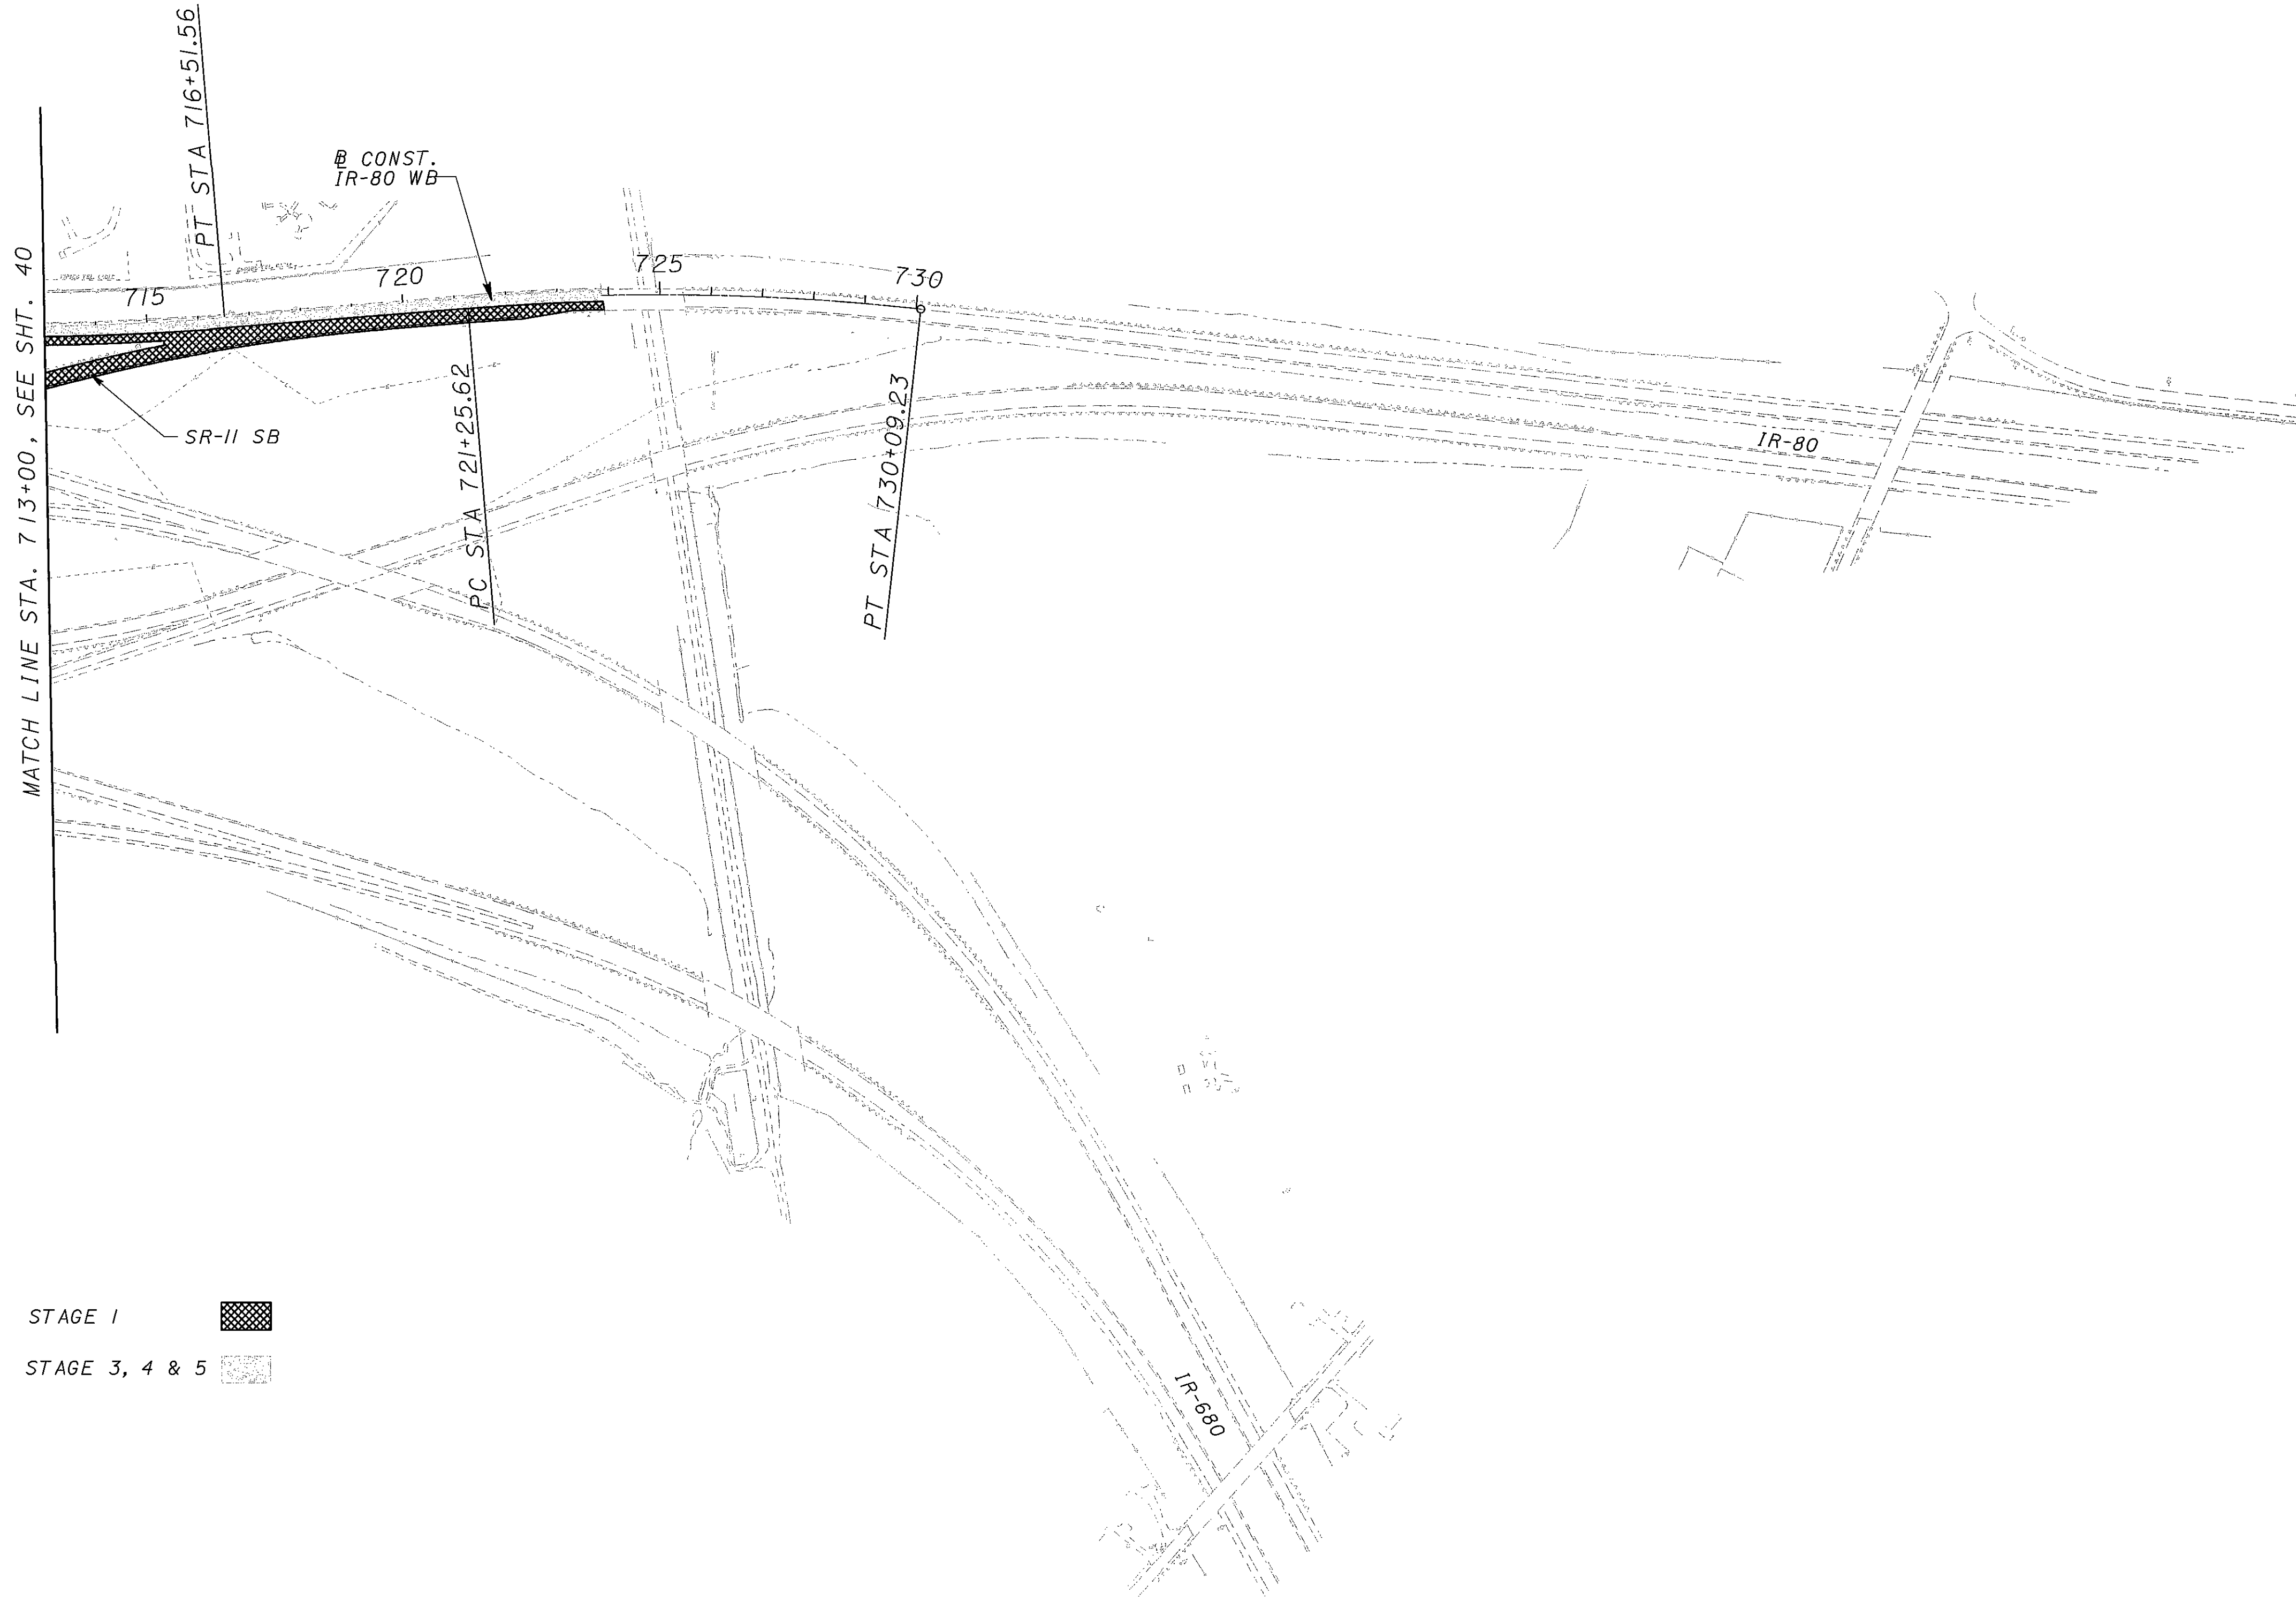 PT STA 716+51.56
BL CONST.
IR-80 WB
MATCH LINE STA. 713+00, SEE SHT. 40
715
720
725
730
SR-11 SB
PC STA 721+25.62
PT STA 730+09.23
IR-80
IR-680
STAGE 1
STAGE 3, 4 & 5